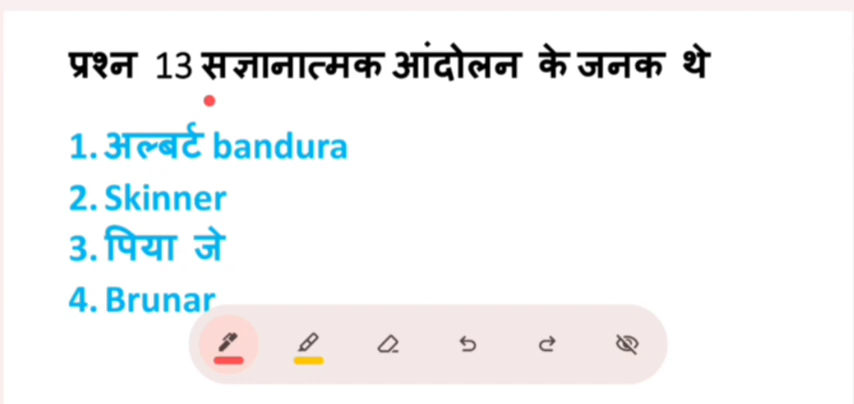 प्रश्न 13 सज्ञानात्मक आंदोलन के जनक थे
1. अल्बर्ट bandura
2. Skinner
3. पिया जे
4. Brunar